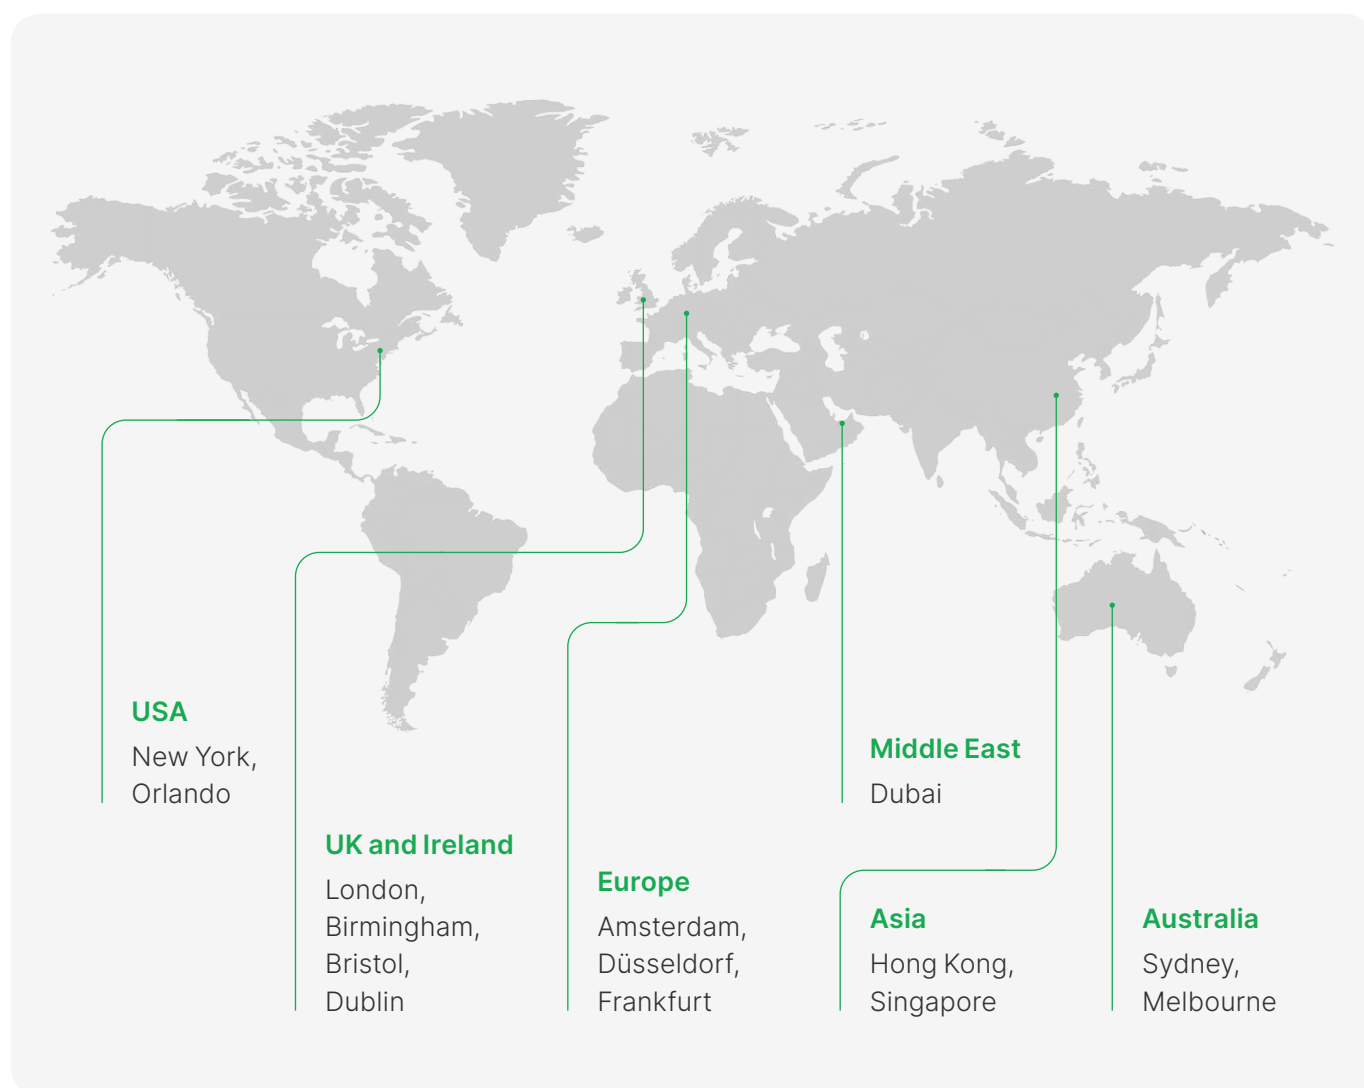 USA
New York,
Orlando
UK and Ireland
London,
Birmingham,
Bristol,
Dublin
Europe
Amsterdam,
Düsseldorf,
Frankfurt
Middle East
Dubai
Asia
Hong Kong,
Singapore
Australia
Sydney,
Melbourne